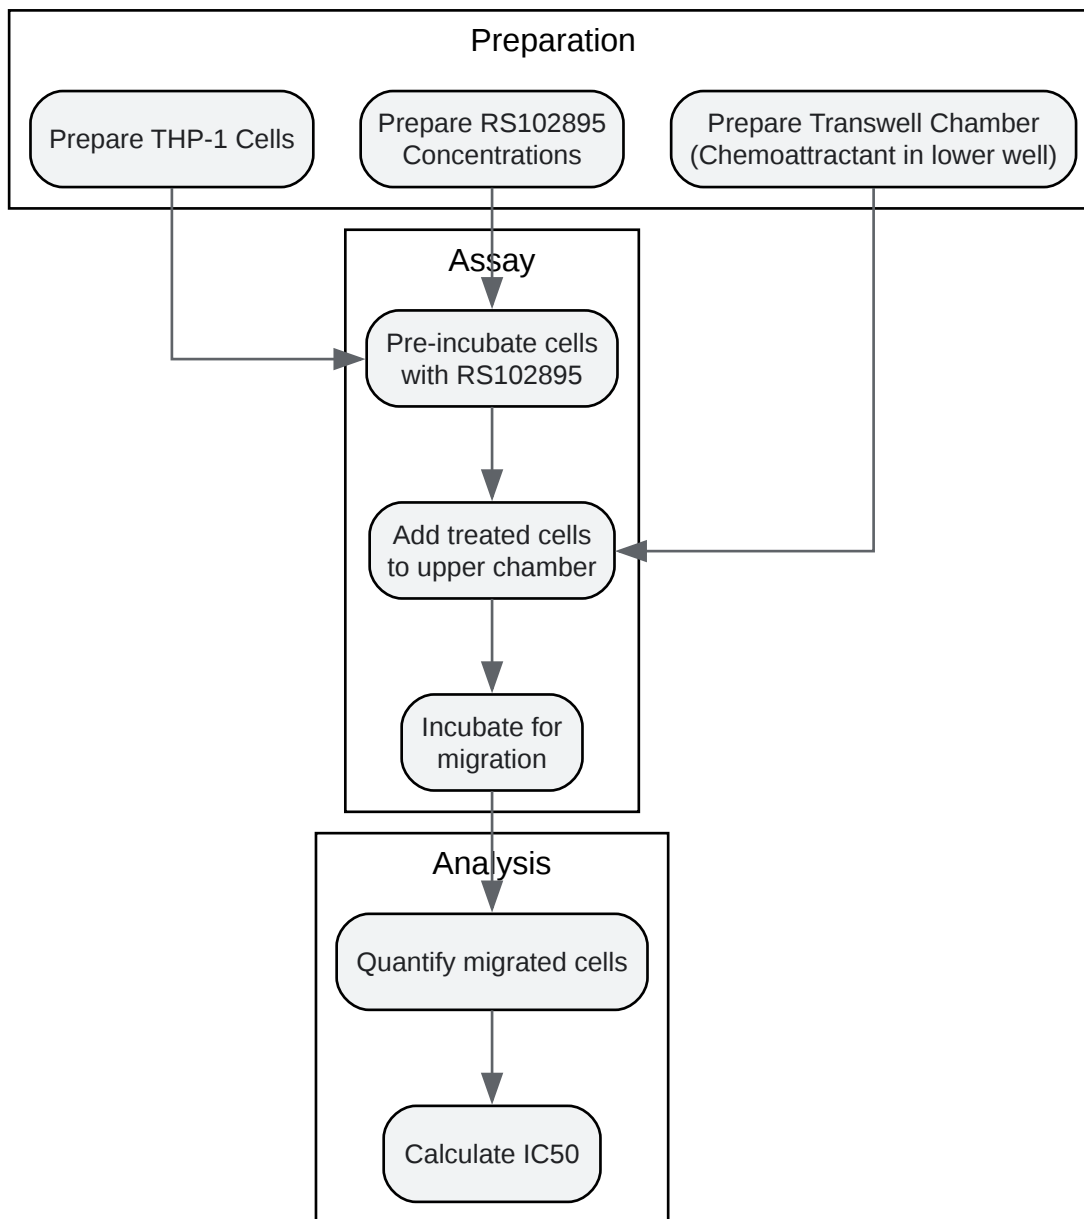 Preparation
Prepare THP-1 Cells
Prepare RS102895
Concentrations
Prepare Transwell Chamber
(Chemoattractant in lower well)
Assay
Pre-incubate cells
with RS102895
Add treated cells
to upper chamber
Incubate for
migration
Analysis
Quantify migrated cells
Calculate IC50